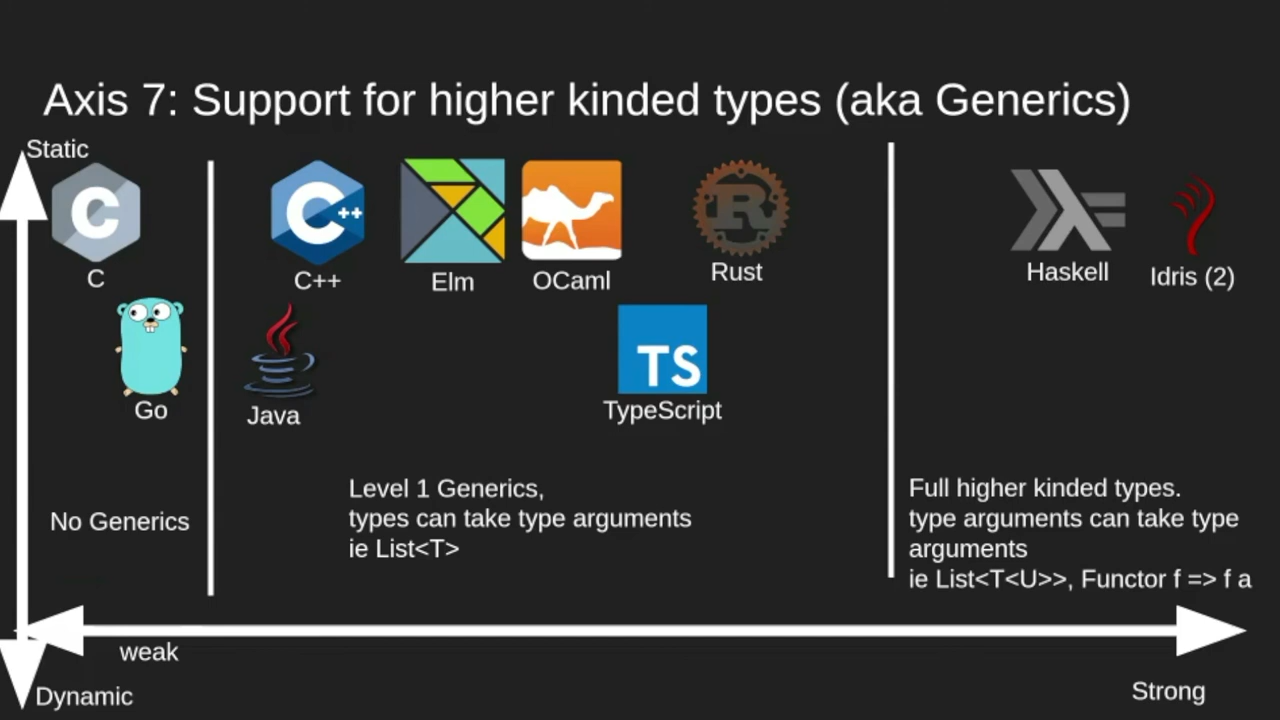 Axis 7: Support for higher kinded types (aka Generics)
Static
C
C
C++
Elm
OCaml
R
Rust
Haskell
Idris (2)
Go
Java
TS
TypeScript
No Generics
Level 1 Generics,
types can take type arguments
ie List<T>
Full higher kinded types.
type arguments can take type
arguments
ie List<T<U>>, Functor f => f a
weak
Dynamic
Strong